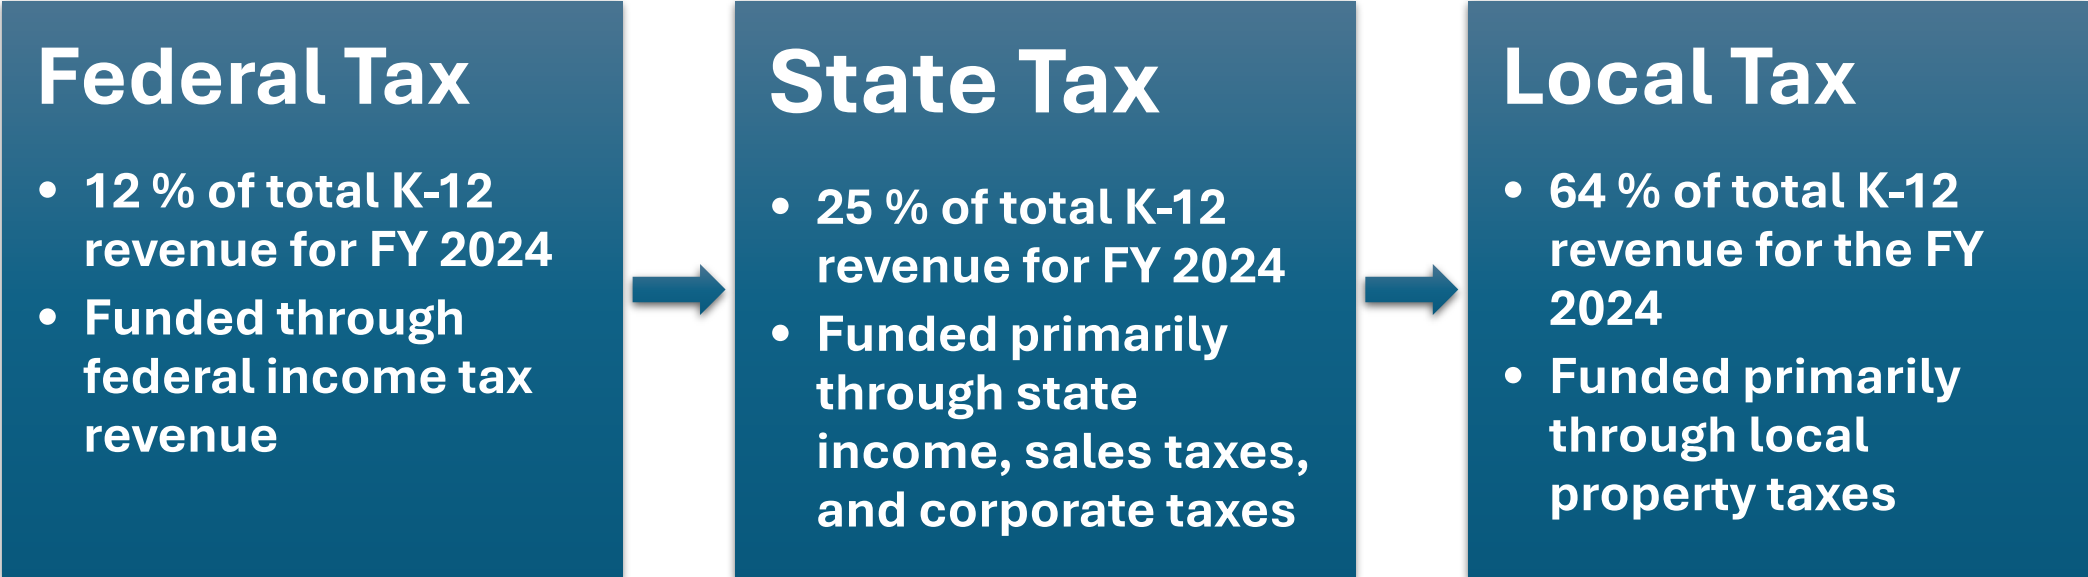 Federal Tax
• 12 % of total K-12
revenue for FY 2024
• Funded through
federal income tax
revenue
State Tax
• 25 % of total K-12
revenue for FY 2024
• Funded primarily
through state
income, sales taxes,
and corporate taxes
Local Tax
• 64 % of total K-12
revenue for the FY
2024
• Funded primarily
through local
property taxes